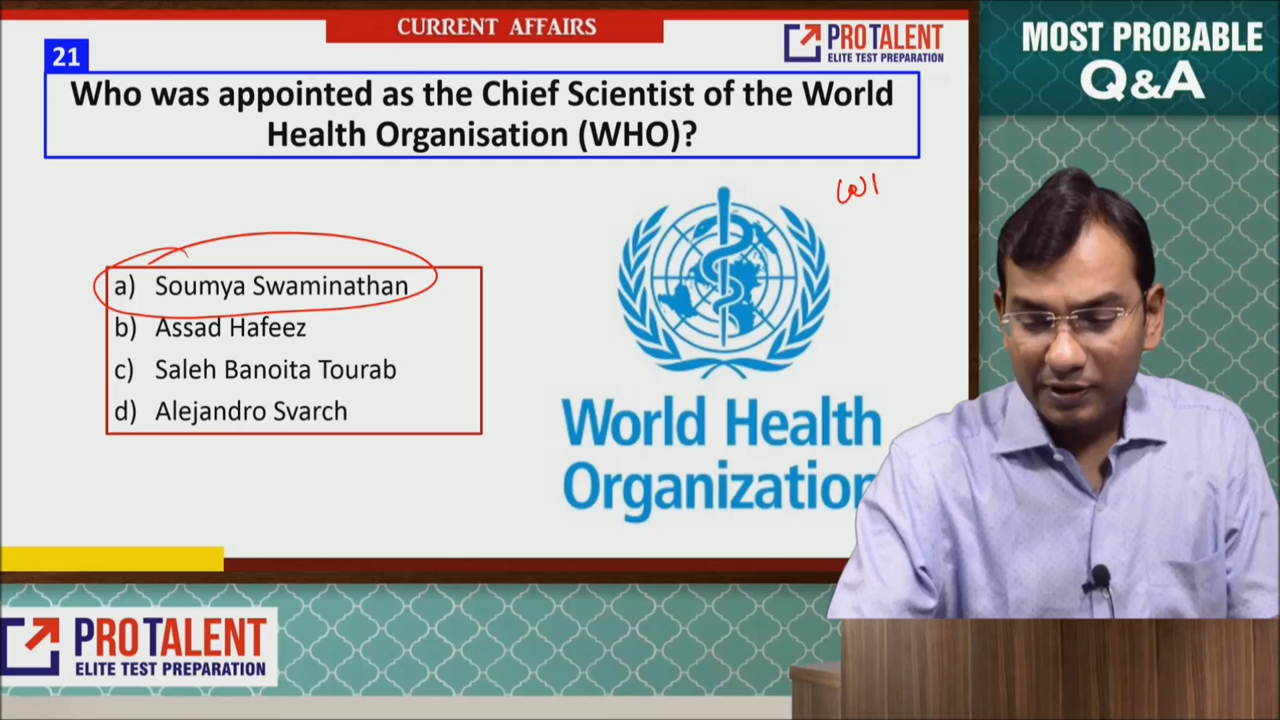 CURRENT AFFAIRS
PROTALENT
ELITE TEST PREPARATION
MOST PROBABLE
Q&A
21
Who was appointed as the Chief Scientist of the World
Health Organisation (WHO)?
a) Soumya Swaminathan
b) Assad Hafeez
c) Saleh Banoita Tourab
d) Alejandro Svarch
World Health
Organization
PROTALENT
ELITE TEST PREPARATION